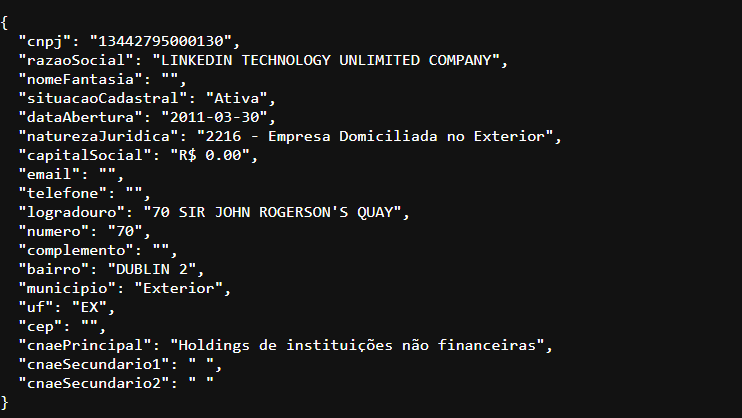 {
"cnpj": "13442795000130",
"razaoSocial": "LINKEDIN TECHNOLOGY UNLIMITED COMPANY",
"nomeFantasia": "",
"situacaoCadastral": "Ativa",
"dataAbertura": "2011-03-30",
"naturezaJuridica": "2216 - Empresa Domiciliada no Exterior",
"capitalSocial": "R$ 0.00",
"email": "",
"telefone": "",
"logradouro": "70 SIR JOHN ROGERSON'S QUAY",
"numero": "70",
"complemento": "",
"bairro": "DUBLIN 2",
"municipio": "Exterior",
"uf": "EX",
"cep": "",
"cnaePrincipal": "Holdings de instituições não financeiras",
"cnaeSecundario1": " ",
"cnaeSecundario2": " "
}